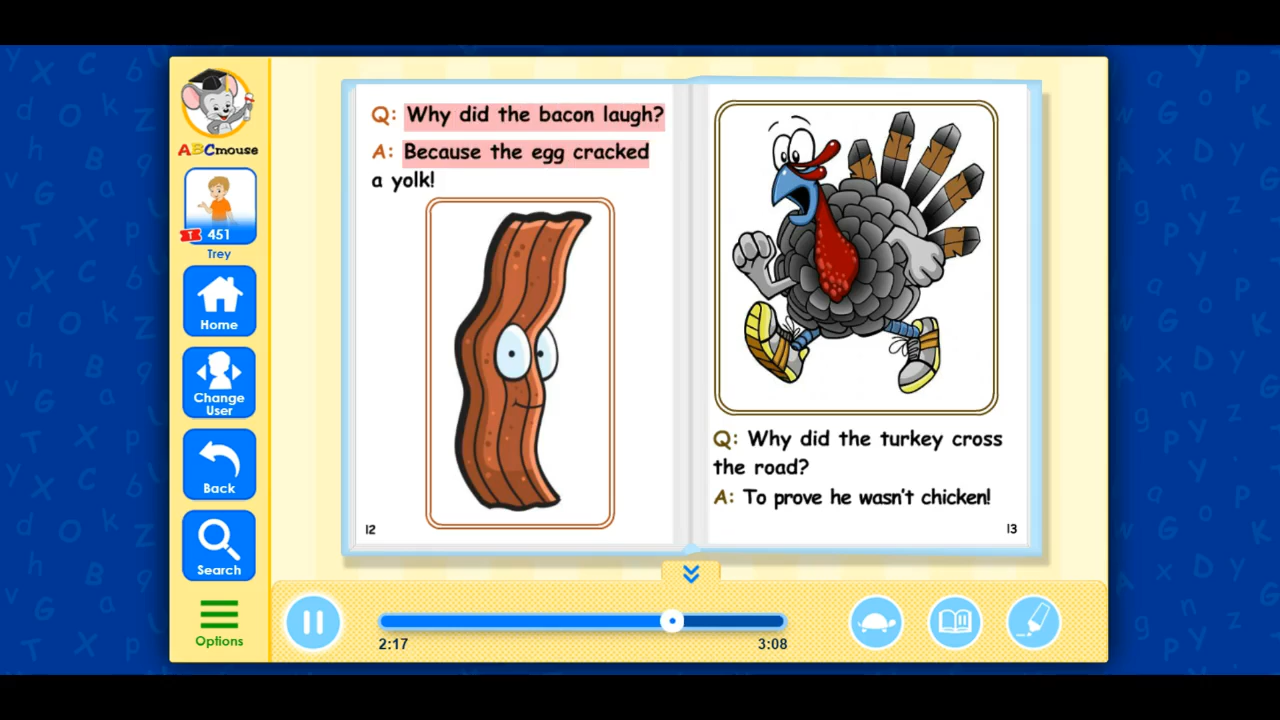 ABCmouse
T 451
Trey
Home
Change
User
Back
Search
Options
Q: Why did the bacon laugh?
A: Because the egg cracked
a yolk!
12
Q: Why did the turkey cross
the road?
A: To prove he wasn't chicken!
13
2:17
3:08